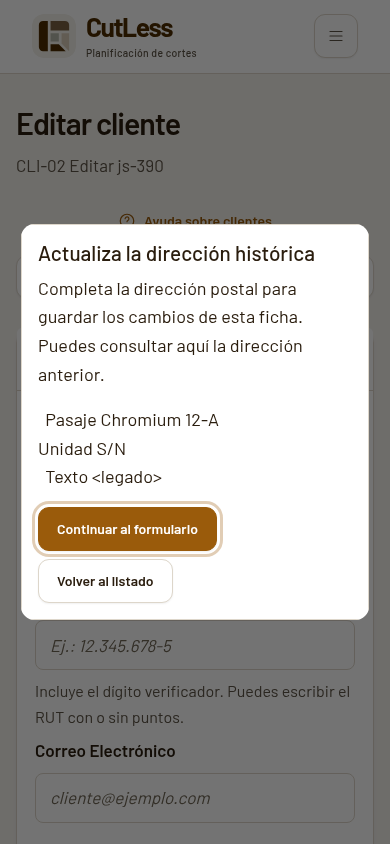 CutLess
Planificación de cortes
Editar cliente
CLI-02 Editar js-390
Ayuda sobre clientes
Actualiza la dirección histórica
Completa la dirección postal para
guardar los cambios de esta ficha.
Puedes consultar aquí la dirección
anterior.
Pasaje Chromium 12-A
Unidad S/N
Texto <legado>
Continuar al formulario
Volver al listado
Ej.: 12.345.678-5
Incluye el dígito verificador. Puedes escribir el
RUT con o sin puntos.
Correo Electrónico
cliente@ejemplo.com